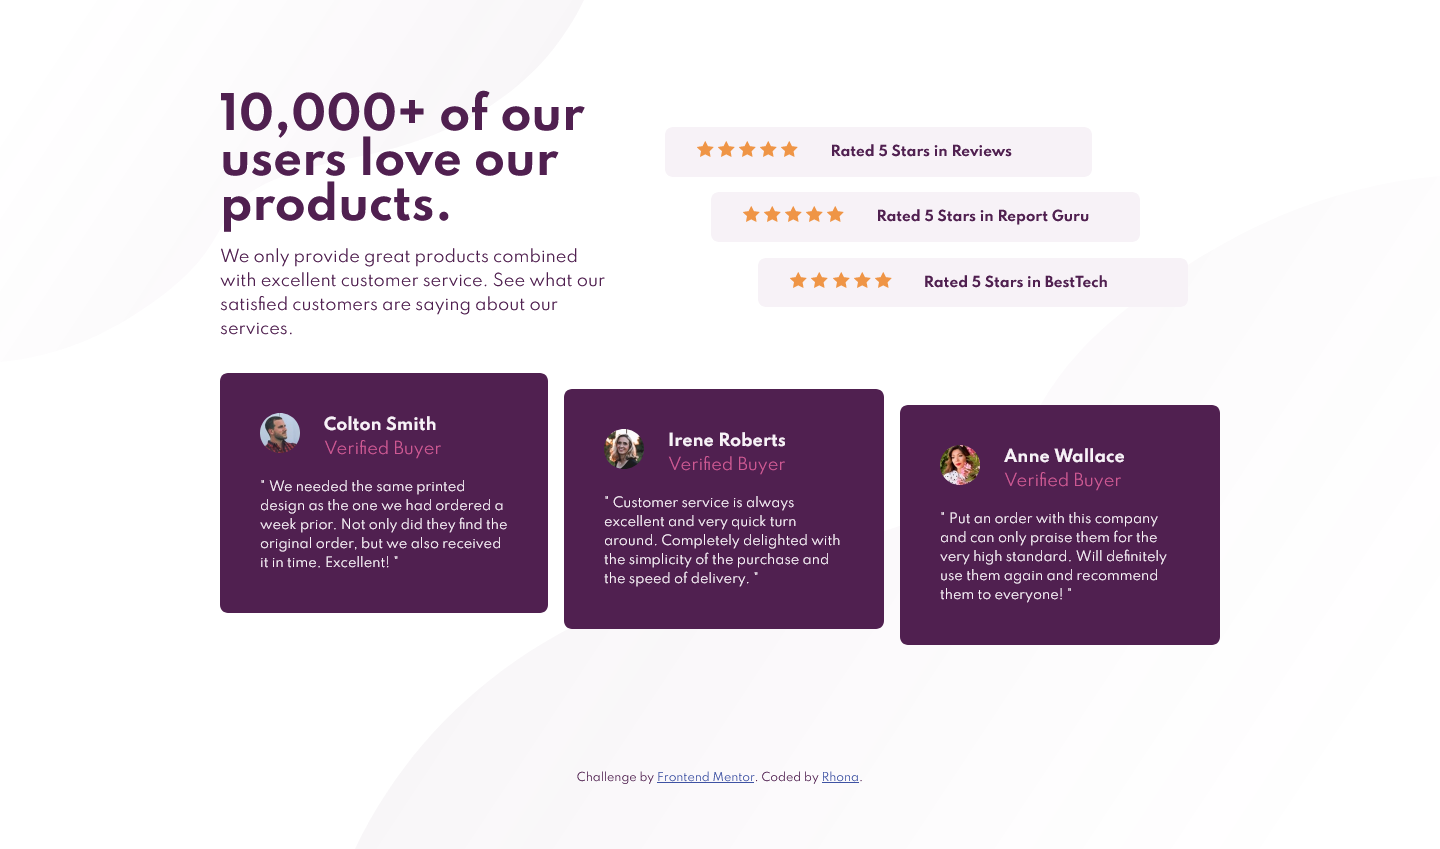 10,000+ of our
users love our
products.
We only provide great products combined
with excellent customer service. See what our
satisfied customers are saying about our
services.
Rated 5 Stars in Reviews
Rated 5 Stars in Report Guru
Rated 5 Stars in BestTech
Colton Smith
Verified Buyer
" We needed the same printed
design as the one we had ordered a
week prior. Not only did they find the
original order, but we also received
it in time. Excellent! "
Irene Roberts
Verified Buyer
" Customer service is always
excellent and very quick turn
around. Completely delighted with
the simplicity of the purchase and
the speed of delivery. "
Anne Wallace
Verified Buyer
" Put an order with this company
and can only praise them for the
very high standard. Will definitely
use them again and recommend
them to everyone! "
Challenge by Frontend Mentor. Coded by Rhona.